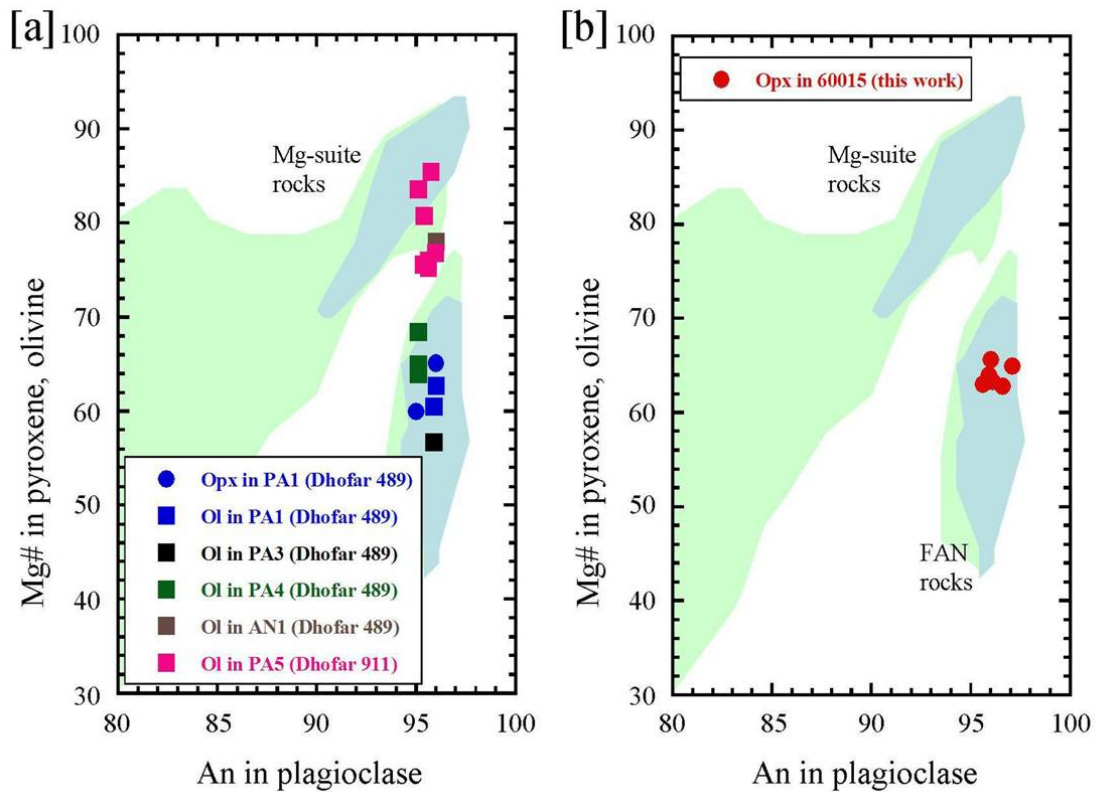 [a]
100
90
80
70
60
50
40
30
80
85
90
95
100
Mg# in pyroxene, olivine
An in plagioclase
Mg-suite
rocks
Opx in PA1 (Dhofar 489)
Ol in PA1 (Dhofar 489)
Ol in PA3 (Dhofar 489)
Ol in PA4 (Dhofar 489)
Ol in AN1 (Dhofar 489)
Ol in PA5 (Dhofar 911)
[b]
100
90
80
70
60
50
40
30
80
85
90
95
100
Mg# in pyroxene, olivine
An in plagioclase
Opx in 60015 (this work)
Mg-suite
rocks
FAN
rocks